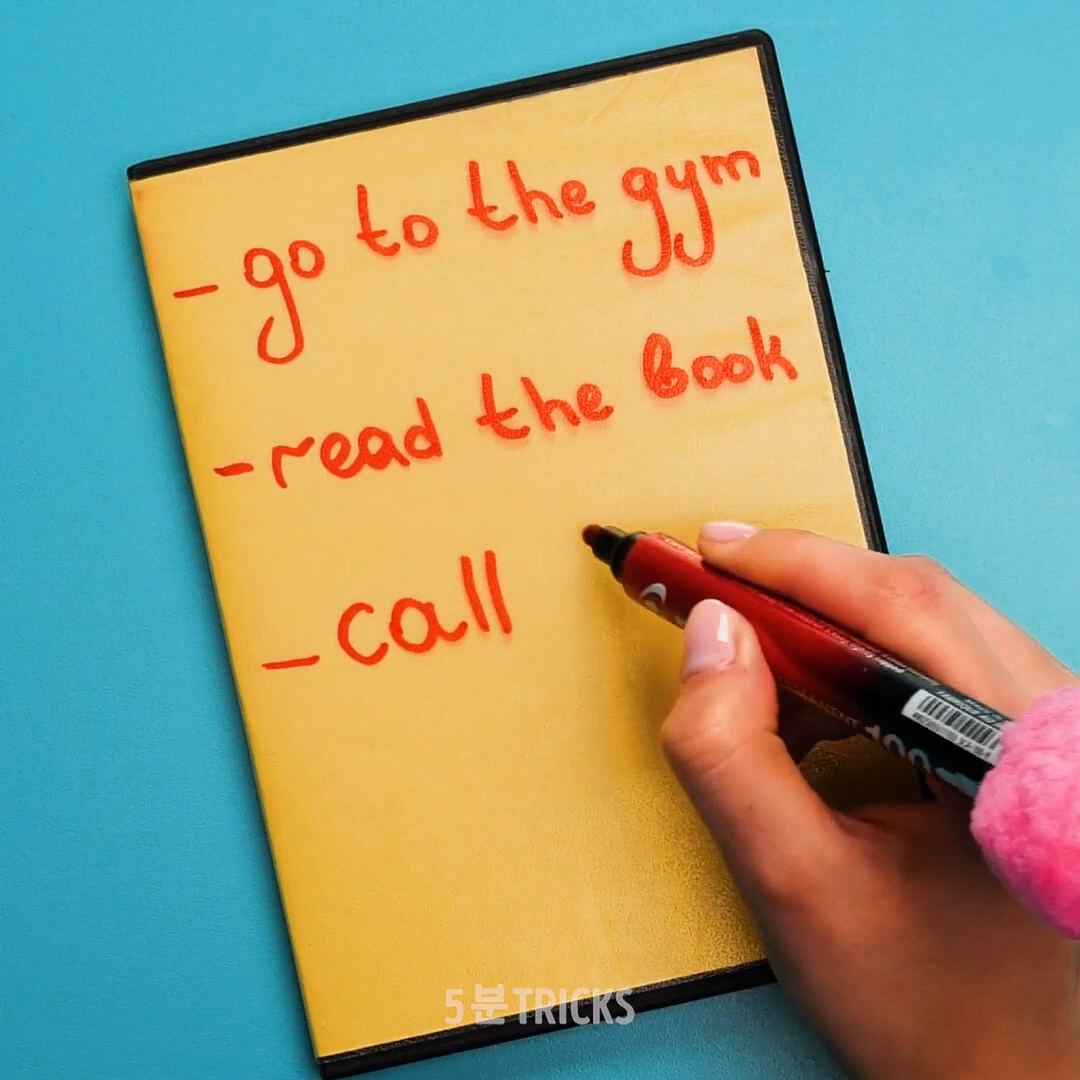 - go to the gym
- read the book
- call
5분TRICKS